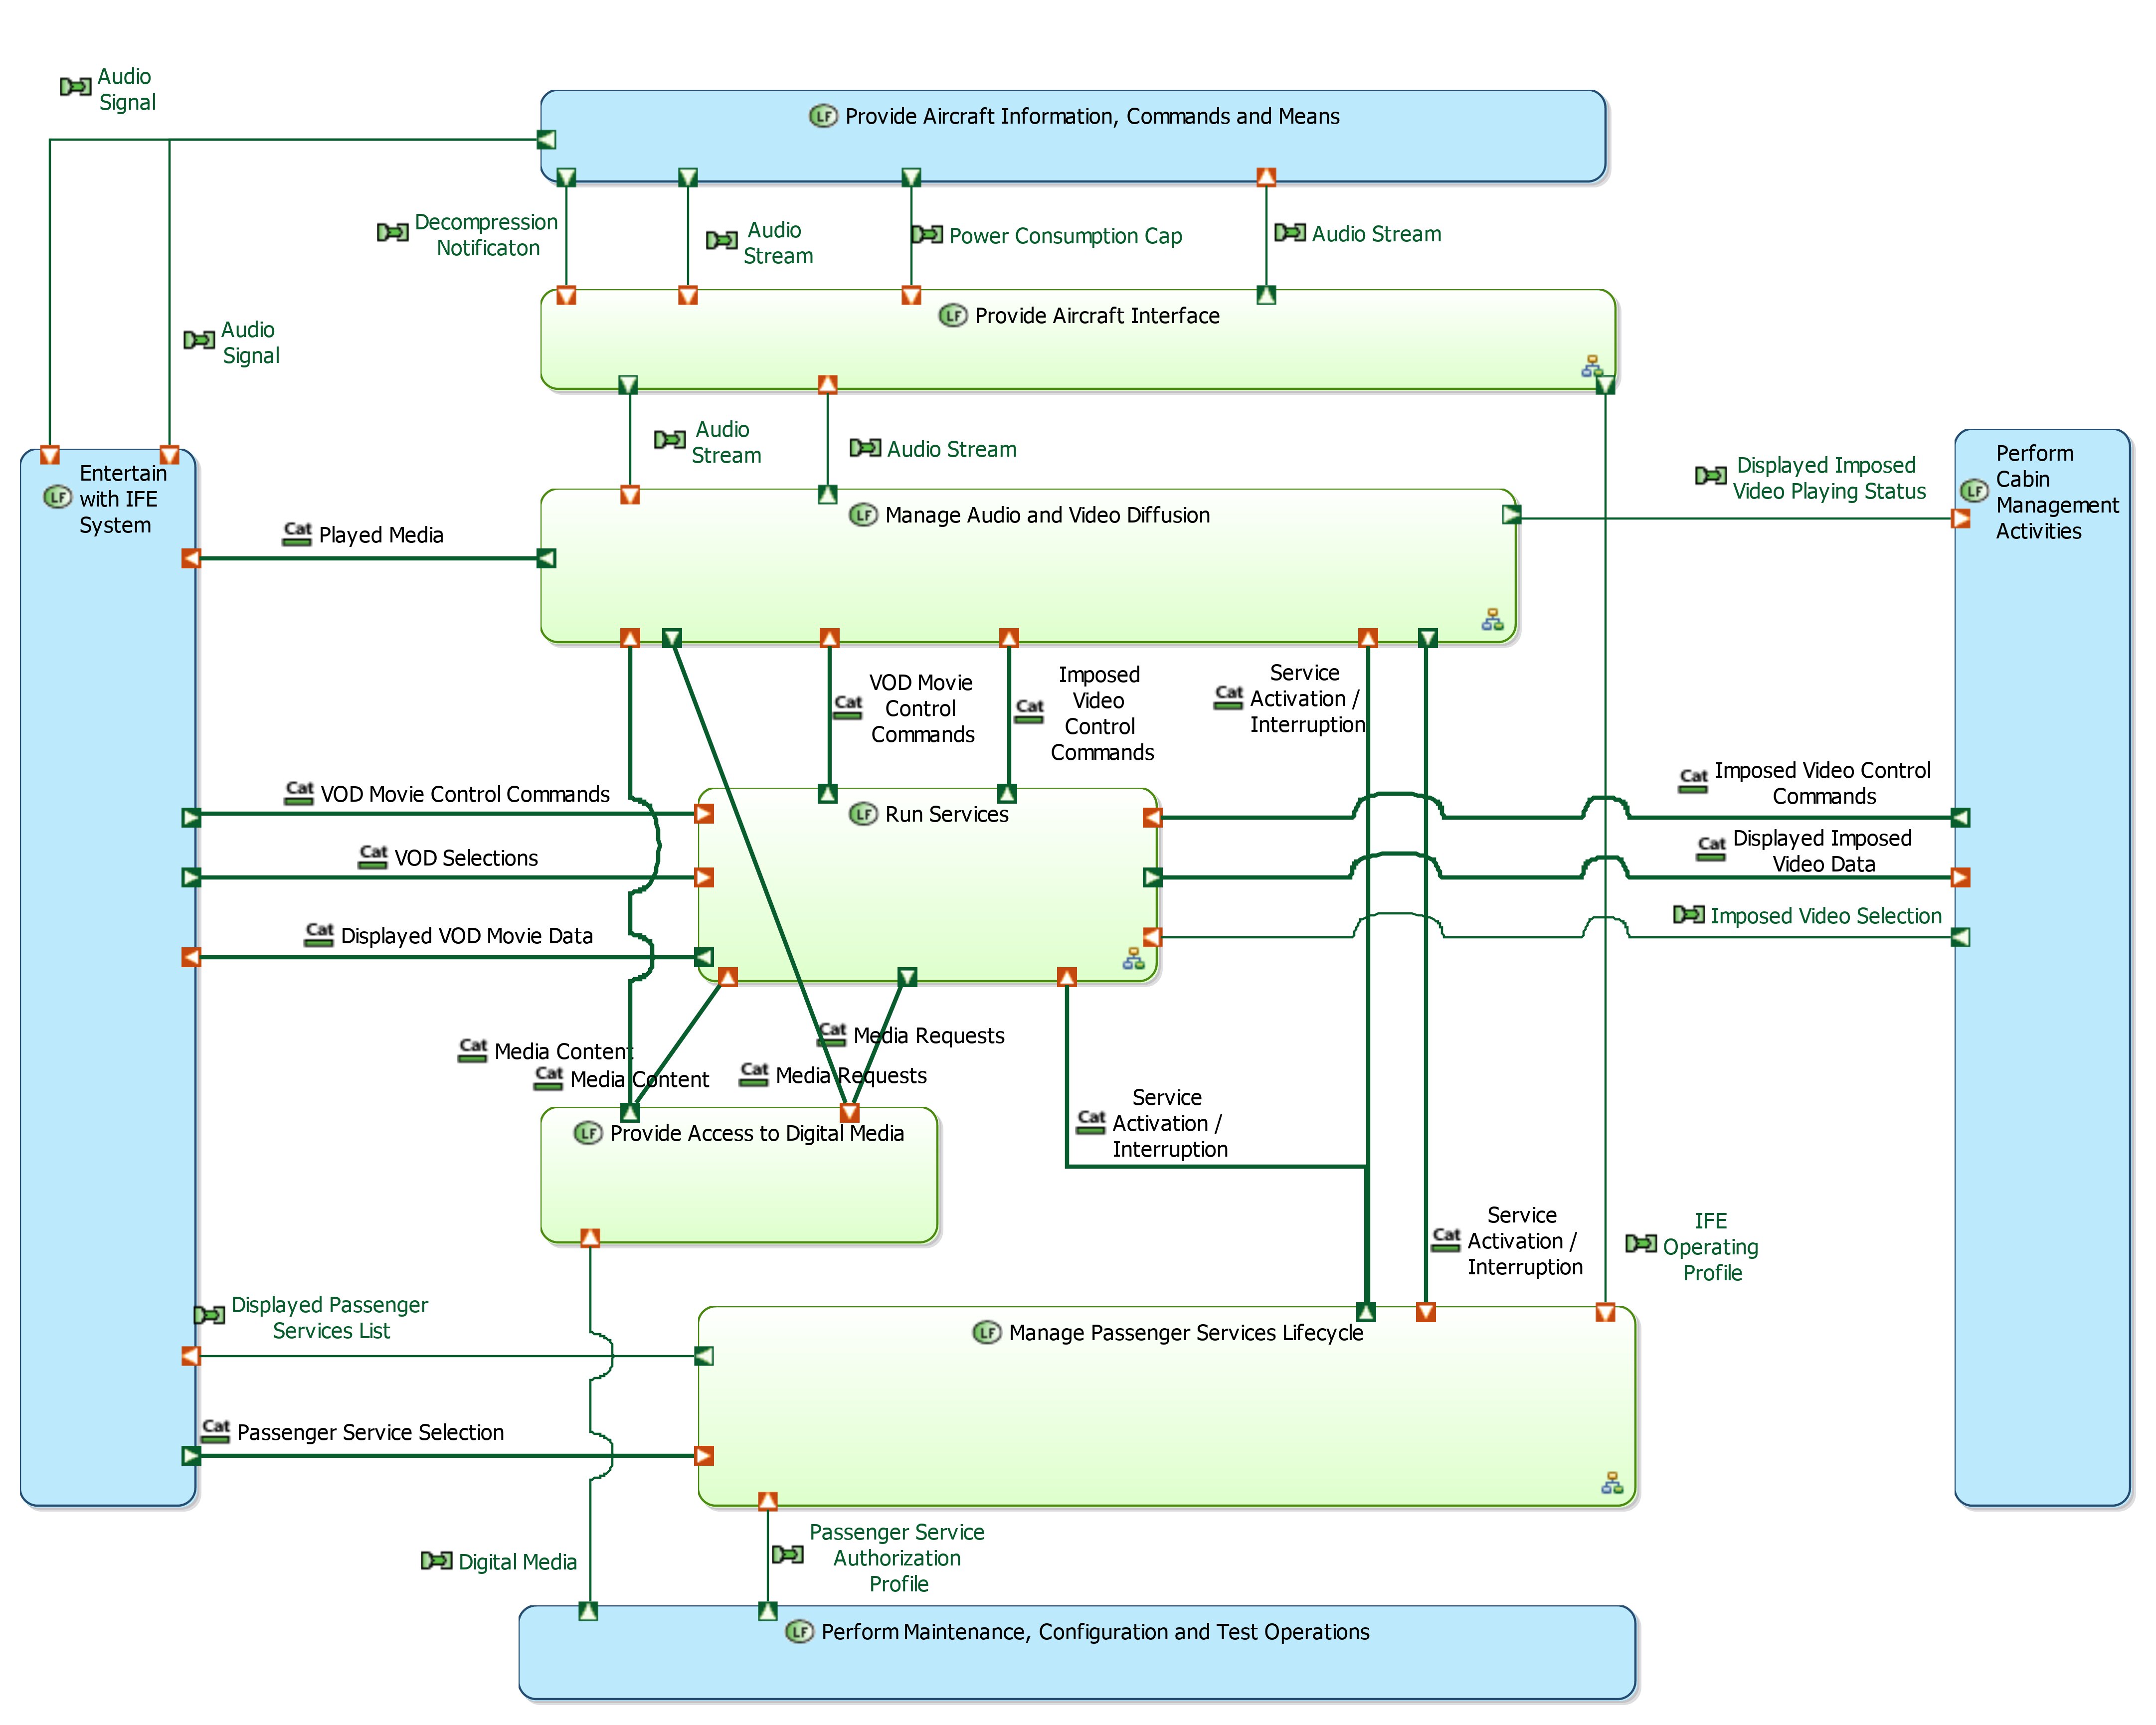 Audio
Signal
LF Provide Aircraft Information, Commands and Means
Decompression
Notificaton
Audio
Stream
Power Consumption Cap
Audio Stream
Audio
Signal
LF Provide Aircraft Interface
Audio
Stream
Audio Stream
LF Entertain
with IFE
System
Cat Played Media
LF Manage Audio and Video Diffusion
Displayed Imposed
Video Playing Status
LF Perform
Cabin
Management
Activities
Cat VOD Movie
Control
Commands
Cat Imposed
Video
Control
Commands
Cat Service
Activation /
Interruption
Cat VOD Movie Control Commands
Cat VOD Selections
Cat Displayed VOD Movie Data
LF Run Services
Cat Imposed Video Control
Commands
Cat Displayed Imposed
Video Data
Imposed Video Selection
Cat Media Content
Cat Media Content
Cat Media Requests
Cat Media Requests
LF Provide Access to Digital Media
Cat Service
Activation /
Interruption
Cat Service
Activation /
Interruption
IFE
Operating
Profile
Displayed Passenger
Services List
LF Manage Passenger Services Lifecycle
Cat Passenger Service Selection
Digital Media
Passenger Service
Authorization
Profile
LF Perform Maintenance, Configuration and Test Operations